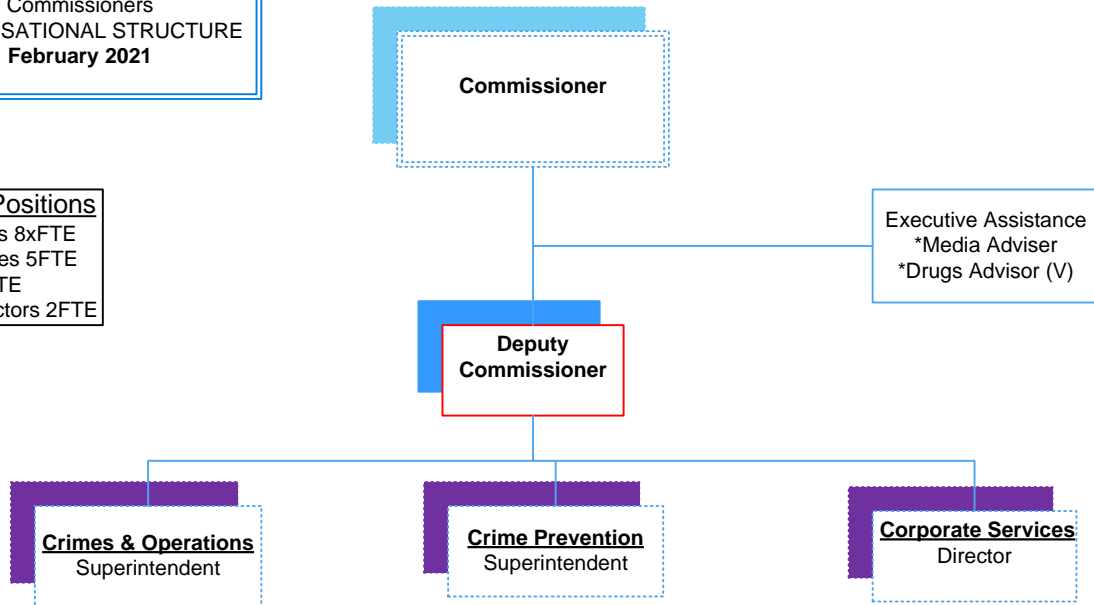 Commissioners
SATIONAL STRUCTURE
February 2021
Commissioner
Positions
s 8xFTE
es 5FTE
TE
ctors 2FTE
Executive Assistance
*Media Adviser
*Drugs Advisor (V)
Deputy
Commissioner
Crimes & Operations
Superintendent
Crime Prevention
Superintendent
Corporate Services
Director